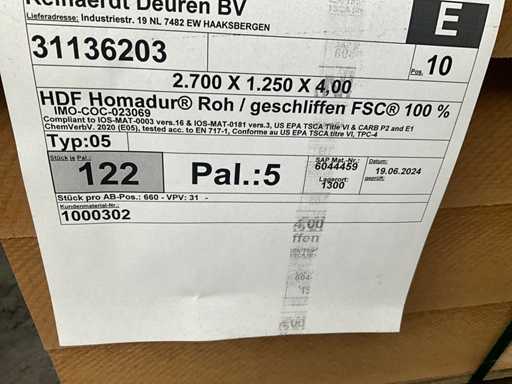 Reinaerdt Deuren BV
Lieferadresse: Industriestr. 19 NL 7482 EW HAAKSBERGEN
E
31136203
Pos. 10
2.700 X 1.250 X 4,00
HDF Homadur® Roh / geschliffen FSC® 100 %
IMO-COC-023069
Compliant to IOS-MAT-0003 vers.16 & IOS-MAT-0181 vers.3, US EPA TSCA Title VI & CARB P2 and E1
ChemVerbV. 2020 (E05), tested acc. to EN 717-1, Conforme au US EPA TSCA titre VI, TPC-4
Typ:05
Stück je Pal.:
122
Pal.:5
SAP Mat.-Nr.:
6044459
Lagerort:
1300
Datum:
19.06.2024
geprüft:
Stück pro AB-Pos.: 660 - VPV: 31 -
Kundenmaterial-Nr.:
1000302
4,00
ffen
TSCA/